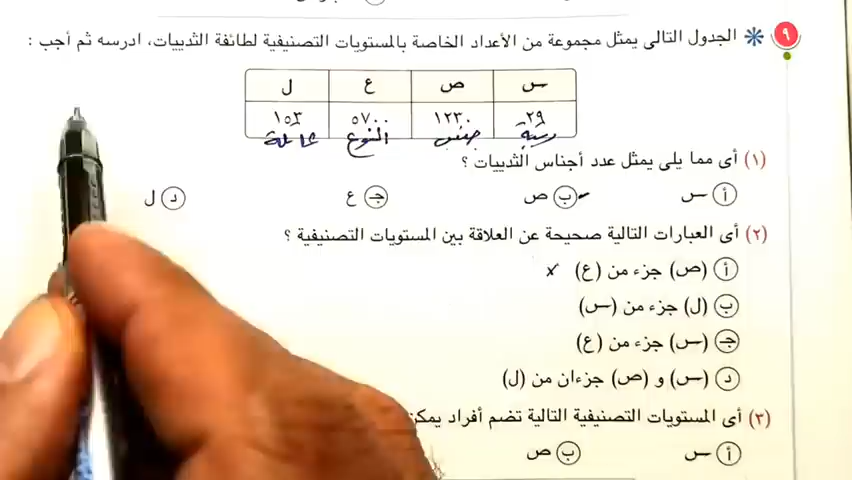 ٩ * الجدول التالى يمثل مجموعة من الأعداد الخاصة بالمستويات التصنيفية لطائفة الثدييات، ادرسه ثم أجب :
س ص ع ل
٢٩ ١٢٣٠ ٥٧٠٠ ١٥٣
رتبة جنس النوع عائلة
(١) أى مما يلى يمثل عدد أجناس الثدييات ؟
أ س ب ص جـ ع د ل
(٢) أى العبارات التالية صحيحة عن العلاقة بين المستويات التصنيفية ؟
أ (ص) جزء من (ع) ×
ب (ل) جزء من (س)
جـ (س) جزء من (ع)
د (س) و (ص) جزءان من (ل)
(٣) أى المستويات التصنيفية التالية تضم أفراد
أ س ب ص